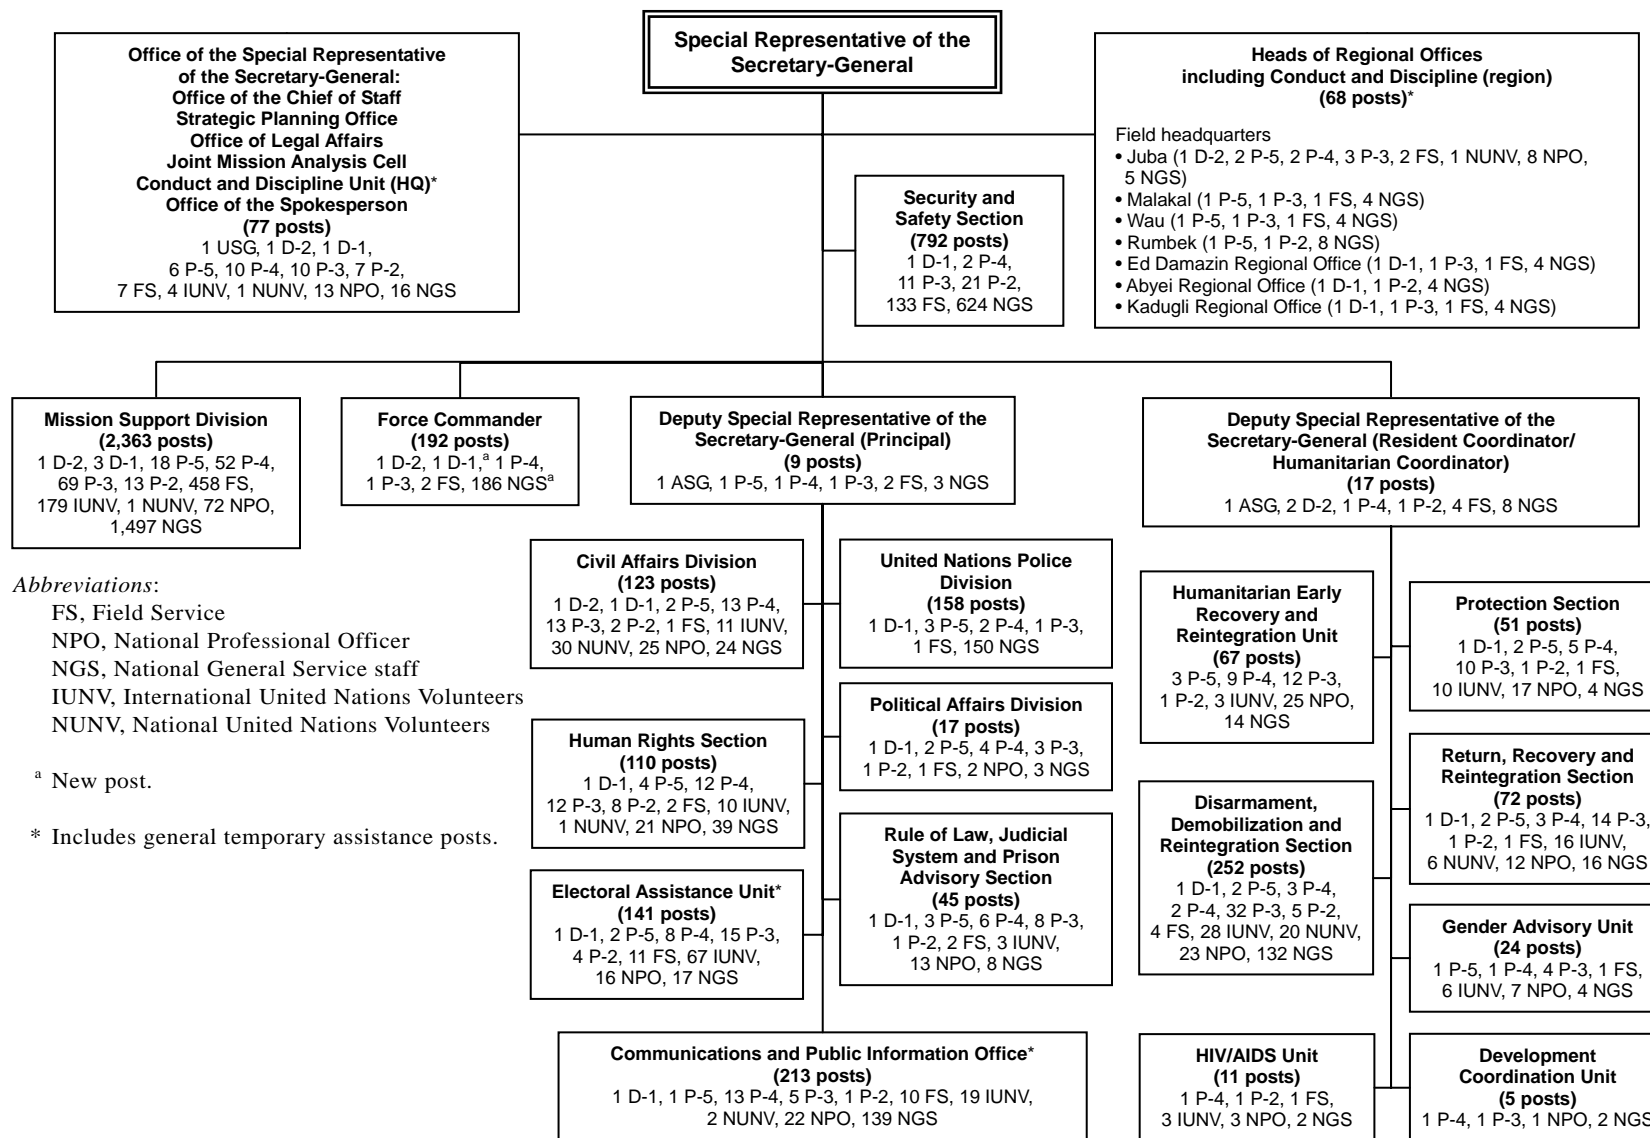 Special Representative of the
Secretary-General
Office of the Special Representative
of the Secretary-General:
Office of the Chief of Staff
Strategic Planning Office
Office of Legal Affairs
Joint Mission Analysis Cell
Conduct and Discipline Unit (HQ)*
Office of the Spokesperson
(77 posts)
1 USG, 1 D-2, 1 D-1,
6 P-5, 10 P-4, 10 P-3, 7 P-2,
7 FS, 4 IUNV, 1 NUNV, 13 NPO, 16 NGS
Security and
Safety Section
(792 posts)
1 D-1, 2 P-4,
11 P-3, 21 P-2,
133 FS, 624 NGS
Heads of Regional Offices
including Conduct and Discipline (region)
(68 posts)*
Field headquarters
• Juba (1 D-2, 2 P-5, 2 P-4, 3 P-3, 2 FS, 1 NUNV, 8 NPO,
5 NGS)
• Malakal (1 P-5, 1 P-3, 1 FS, 4 NGS)
• Wau (1 P-5, 1 P-3, 1 FS, 4 NGS)
• Rumbek (1 P-5, 1 P-2, 8 NGS)
• Ed Damazin Regional Office (1 D-1, 1 P-3, 1 FS, 4 NGS)
• Abyei Regional Office (1 D-1, 1 P-2, 4 NGS)
• Kadugli Regional Office (1 D-1, 1 P-3, 1 FS, 4 NGS)
Mission Support Division
(2,363 posts)
1 D-2, 3 D-1, 18 P-5, 52 P-4,
69 P-3, 13 P-2, 458 FS,
179 IUNV, 1 NUNV, 72 NPO,
1,497 NGS
Force Commander
(192 posts)
1 D-2, 1 D-1,a 1 P-4,
1 P-3, 2 FS, 186 NGSa
Deputy Special Representative of the
Secretary-General (Principal)
(9 posts)
1 ASG, 1 P-5, 1 P-4, 1 P-3, 2 FS, 3 NGS
Deputy Special Representative of the
Secretary-General (Resident Coordinator/
Humanitarian Coordinator)
(17 posts)
1 ASG, 2 D-2, 1 P-4, 1 P-2, 4 FS, 8 NGS
Abbreviations:
FS, Field Service
NPO, National Professional Officer
NGS, National General Service staff
IUNV, International United Nations Volunteers
NUNV, National United Nations Volunteers
a New post.
* Includes general temporary assistance posts.
Civil Affairs Division
(123 posts)
1 D-2, 1 D-1, 2 P-5, 13 P-4,
13 P-3, 2 P-2, 1 FS, 11 IUNV,
30 NUNV, 25 NPO, 24 NGS
United Nations Police
Division
(158 posts)
1 D-1, 3 P-5, 2 P-4, 1 P-3,
1 FS, 150 NGS
Human Rights Section
(110 posts)
1 D-1, 4 P-5, 12 P-4,
12 P-3, 8 P-2, 2 FS, 10 IUNV,
1 NUNV, 21 NPO, 39 NGS
Political Affairs Division
(17 posts)
1 D-1, 2 P-5, 4 P-4, 3 P-3,
1 P-2, 1 FS, 2 NPO, 3 NGS
Electoral Assistance Unit*
(141 posts)
1 D-1, 2 P-5, 8 P-4, 15 P-3,
4 P-2, 11 FS, 67 IUNV,
16 NPO, 17 NGS
Rule of Law, Judicial
System and Prison
Advisory Section
(45 posts)
1 D-1, 3 P-5, 6 P-4, 8 P-3,
1 P-2, 2 FS, 3 IUNV,
13 NPO, 8 NGS
Communications and Public Information Office*
(213 posts)
1 D-1, 1 P-5, 13 P-4, 5 P-3, 1 P-2, 10 FS, 19 IUNV,
2 NUNV, 22 NPO, 139 NGS
Humanitarian Early
Recovery and
Reintegration Unit
(67 posts)
3 P-5, 9 P-4, 12 P-3,
1 P-2, 3 IUNV, 25 NPO,
14 NGS
Protection Section
(51 posts)
1 D-1, 2 P-5, 5 P-4,
10 P-3, 1 P-2, 1 FS,
10 IUNV, 17 NPO, 4 NGS
Disarmament,
Demobilization and
Reintegration Section
(252 posts)
1 D-1, 2 P-5, 3 P-4,
2 P-4, 32 P-3, 5 P-2,
4 FS, 28 IUNV, 20 NUNV,
23 NPO, 132 NGS
Return, Recovery and
Reintegration Section
(72 posts)
1 D-1, 2 P-5, 3 P-4, 14 P-3,
1 P-2, 1 FS, 16 IUNV,
6 NUNV, 12 NPO, 16 NGS
Gender Advisory Unit
(24 posts)
1 P-5, 1 P-4, 4 P-3, 1 FS,
6 IUNV, 7 NPO, 4 NGS
HIV/AIDS Unit
(11 posts)
1 P-4, 1 P-2, 1 FS,
3 IUNV, 3 NPO, 2 NGS
Development
Coordination Unit
(5 posts)
1 P-4, 1 P-3, 1 NPO, 2 NGS